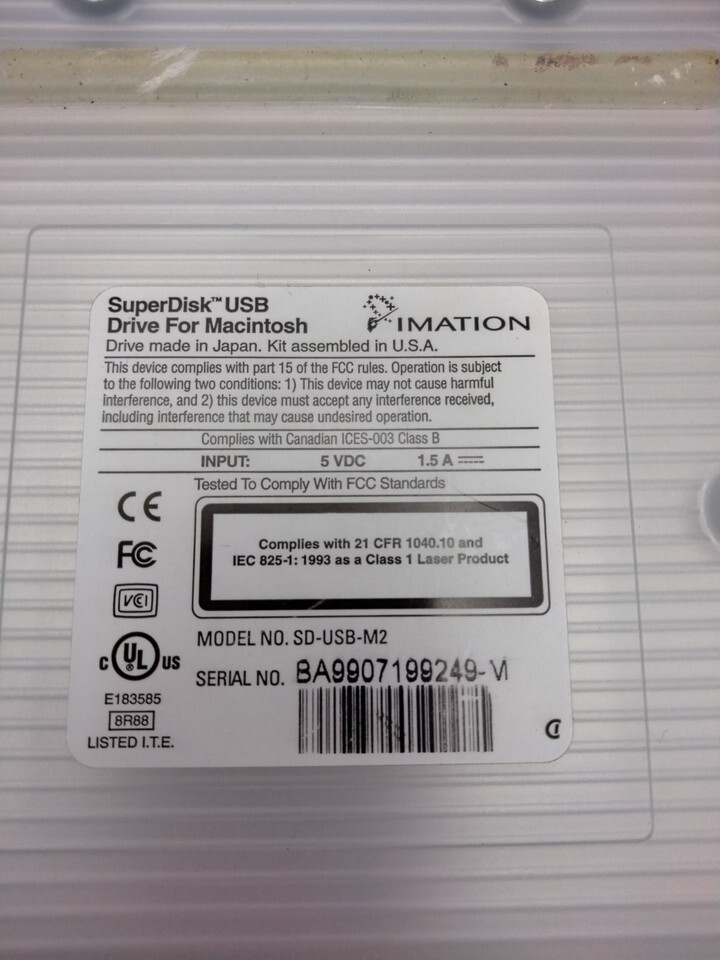 SuperDisk™ USB
Drive For Macintosh
IMATION
Drive made in Japan. Kit assembled in U.S.A.
This device complies with part 15 of the FCC rules. Operation is subject
to the following two conditions: 1) This device may not cause harmful
interference, and 2) this device must accept any interference received,
including interference that may cause undesired operation.
Complies with Canadian ICES-003 Class B
INPUT: 5 VDC 1.5 A
Tested To Comply With FCC Standards
CE
FC
VCI
C UL US
E183585
8R88
LISTED I.T.E.
Complies with 21 CFR 1040.10 and
IEC 825-1: 1993 as a Class 1 Laser Product
MODEL NO. SD-USB-M2
SERIAL NO. BA9907199249-M